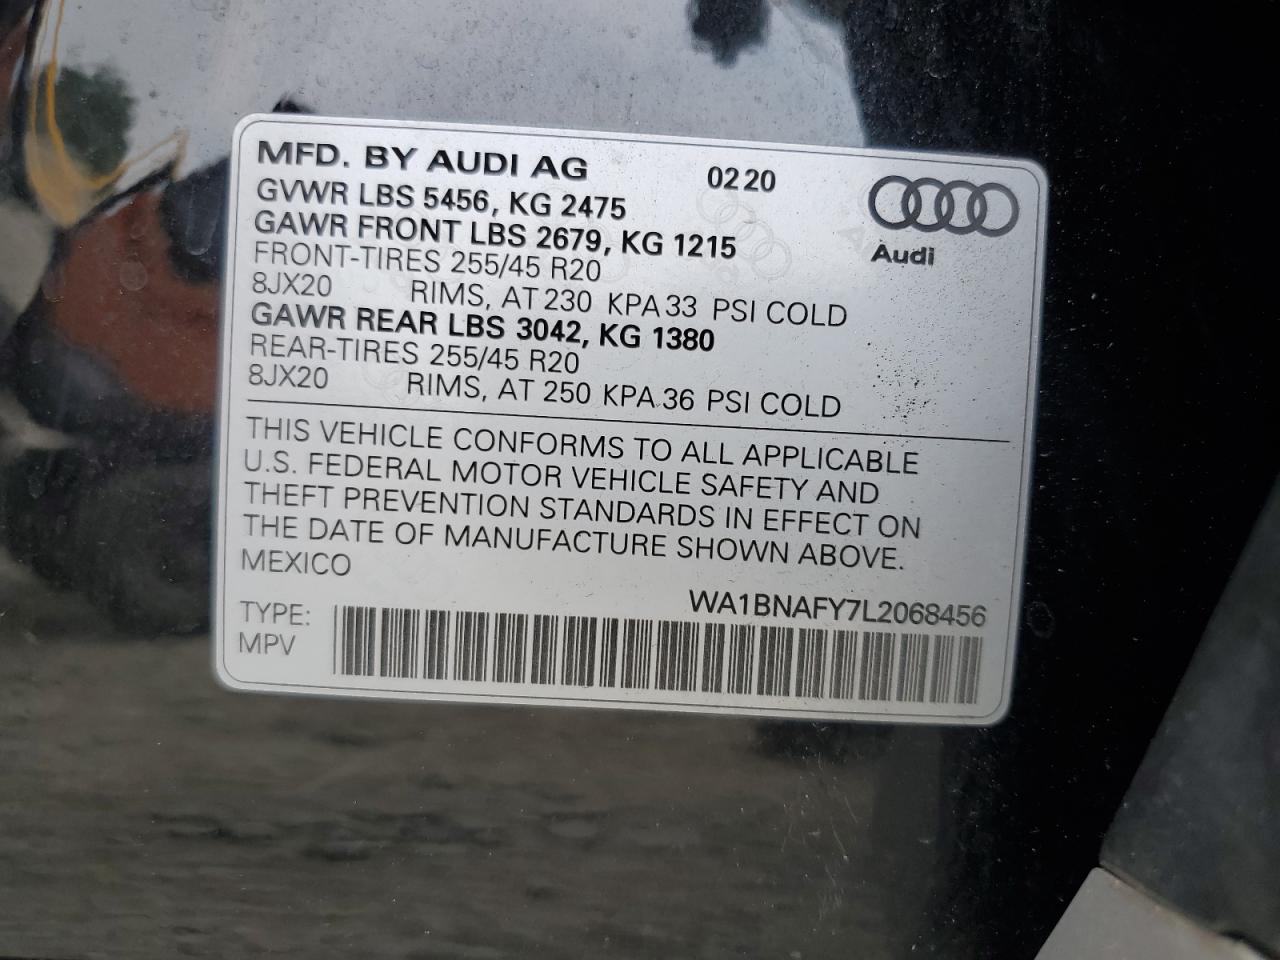 MFD. BY AUDI AG 02 20
GVWR LBS 5456, KG 2475
GAWR FRONT LBS 2679, KG 1215
Audi
FRONT-TIRES 255/45 R20
8JX20 RIMS, AT 230 KPA 33 PSI COLD
GAWR REAR LBS 3042, KG 1380
REAR-TIRES 255/45 R20
8JX20 RIMS, AT 250 KPA 36 PSI COLD
THIS VEHICLE CONFORMS TO ALL APPLICABLE
U.S. FEDERAL MOTOR VEHICLE SAFETY AND
THEFT PREVENTION STANDARDS IN EFFECT ON
THE DATE OF MANUFACTURE SHOWN ABOVE.
MEXICO
WA1BNAFY7L2068456
TYPE:
MPV